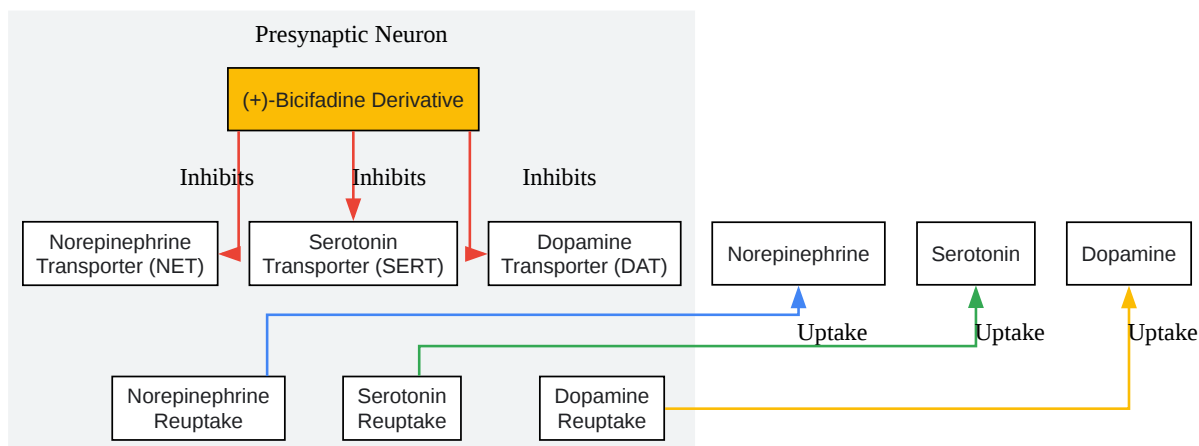 Presynaptic Neuron
(+)-Bicifadine Derivative
Inhibits
Inhibits
Inhibits
Norepinephrine
Transporter (NET)
Serotonin
Transporter (SERT)
Dopamine
Transporter (DAT)
Norepinephrine
Serotonin
Dopamine
Uptake
Uptake
Uptake
Norepinephrine
Reuptake
Serotonin
Reuptake
Dopamine
Reuptake